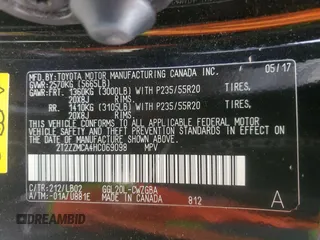 MFD. BY: TOYOTA MOTOR MANUFACTURING CANADA INC. 05/17
GVWR: 2570KG (5665LB)
GAWR: FRT. 1360KG (3000LB) WITH P235/55R20 TIRES,
20X8J RIMS,
RR. 1410KG (3105LB) WITH P235/55R20 TIRES,
20X8J RIMS,
THIS VEHICLE CONFORMS TO ALL APPLICABLE FEDERAL MOTOR
VEHICLE SAFETY STANDARDS IN EFFECT ON THE DATE OF
MANUFACTURE SHOWN ABOVE.
2T2ZZMCA4HC069098 MPV
C/TR: 212/LB02 GGL20L-CWZGBA
A/TM: -01A/U881E MADE IN CANADA 812 A
DREAMBID